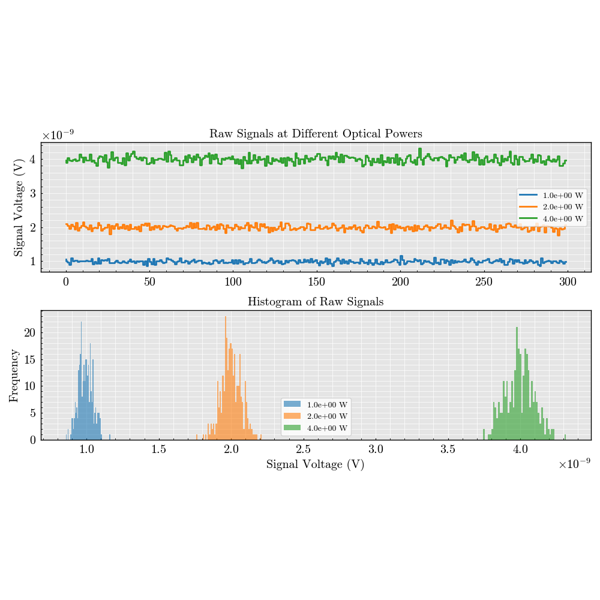 Raw Signals at Different Optical Powers
×10⁻⁹
Signal Voltage (V)
4
3
2
1
1.0e+00 W
2.0e+00 W
4.0e+00 W
0 50 100 150 200 250 300
Histogram of Raw Signals
Frequency
20
15
10
5
0
1.0e+00 W
2.0e+00 W
4.0e+00 W
1.0 1.5 2.0 2.5 3.0 3.5 4.0
Signal Voltage (V)
×10⁻⁹